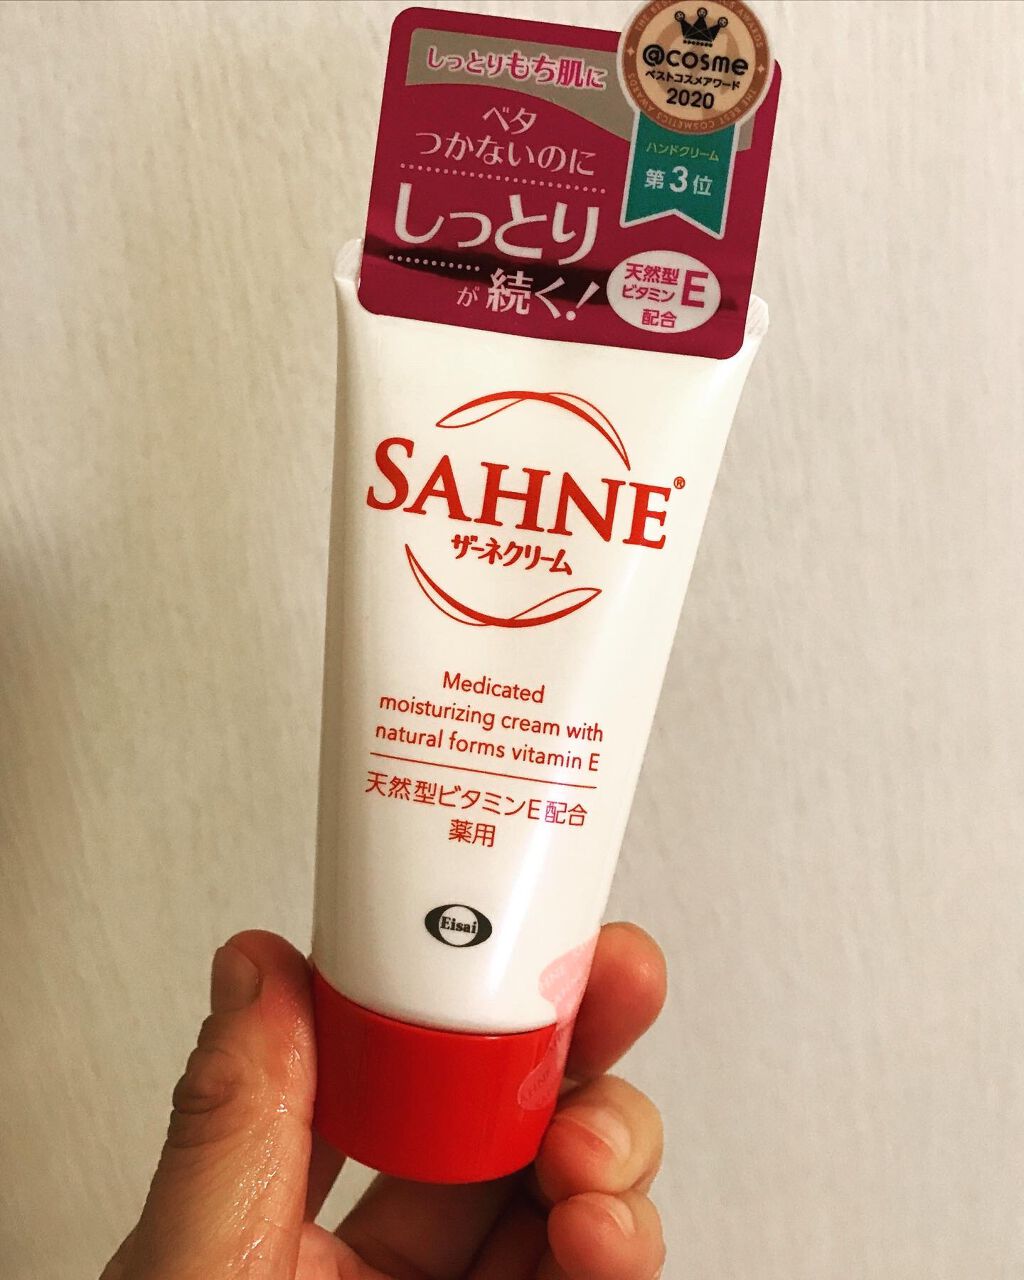 しっとりもち肌に
ベタ
つかないのに
しっとり
が続く!
THE BEST COSMETICS AWARDS
@cosme
ベストコスメアワード
2020
ハンドクリーム
第3位
天然型
ビタミンE
配合
SAHNE®
ザーネクリーム
Medicated
moisturizing cream with
natural forms vitamin E
天然型ビタミンE配合
薬用
Eisai